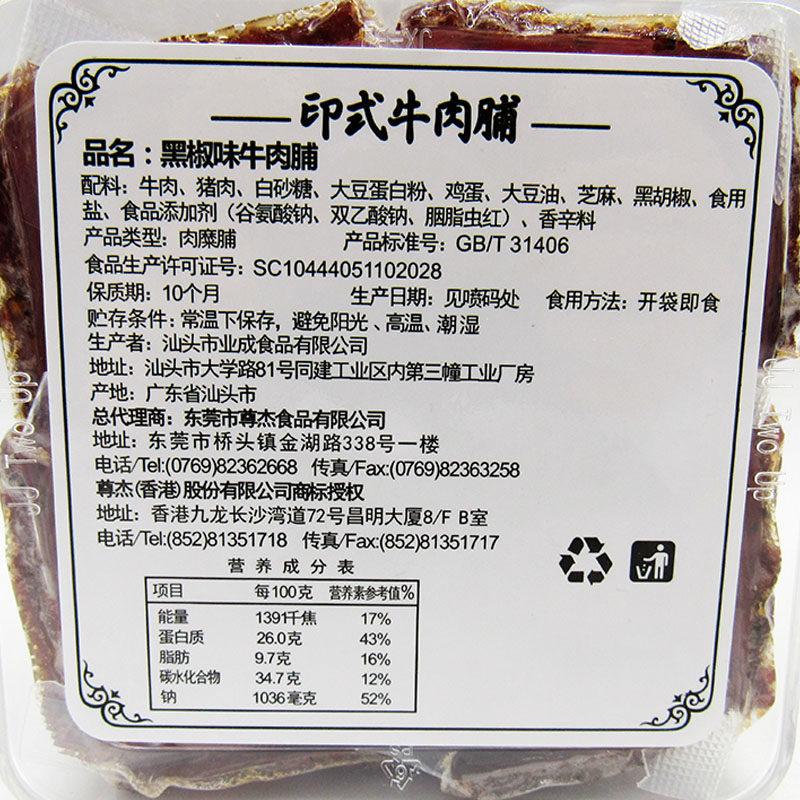 印式牛肉脯
品名：黑椒味牛肉脯
配料：牛肉、猪肉、白砂糖、大豆蛋白粉、鸡蛋、大豆油、芝麻、黑胡椒、食用
盐、食品添加剂（谷氨酸钠、双乙酸钠、胭脂虫红）、香辛料
产品类型：肉糜脯 产品标准号：GB/T 31406
食品生产许可证号：SC10444051102028
保质期：10个月 生产日期：见喷码处 食用方法：开袋即食
贮存条件：常温下保存，避免阳光、高温、潮湿
生产者：汕头市业成食品有限公司
地址：汕头市大学路81号同建工业区内第三幢工业厂房
产地：广东省汕头市
总代理商：东莞市尊杰食品有限公司
地址：东莞市桥头镇金湖路338号一楼
电话/Tel:(0769)82362668 传真/Fax:(0769)82363258
尊杰(香港)股份有限公司商标授权
地址：香港九龙长沙湾道72号昌明大厦8/F B室
电话/Tel:(852)81351718 传真/Fax:(852)81351717
营养成分表
项目 每100克 营养素参考值%
能量 1391千焦 17%
蛋白质 26.0克 43%
脂肪 9.7克 16%
碳水化合物 34.7克 12%
钠 1036毫克 52%
JJ Two Up
JJ Two Up